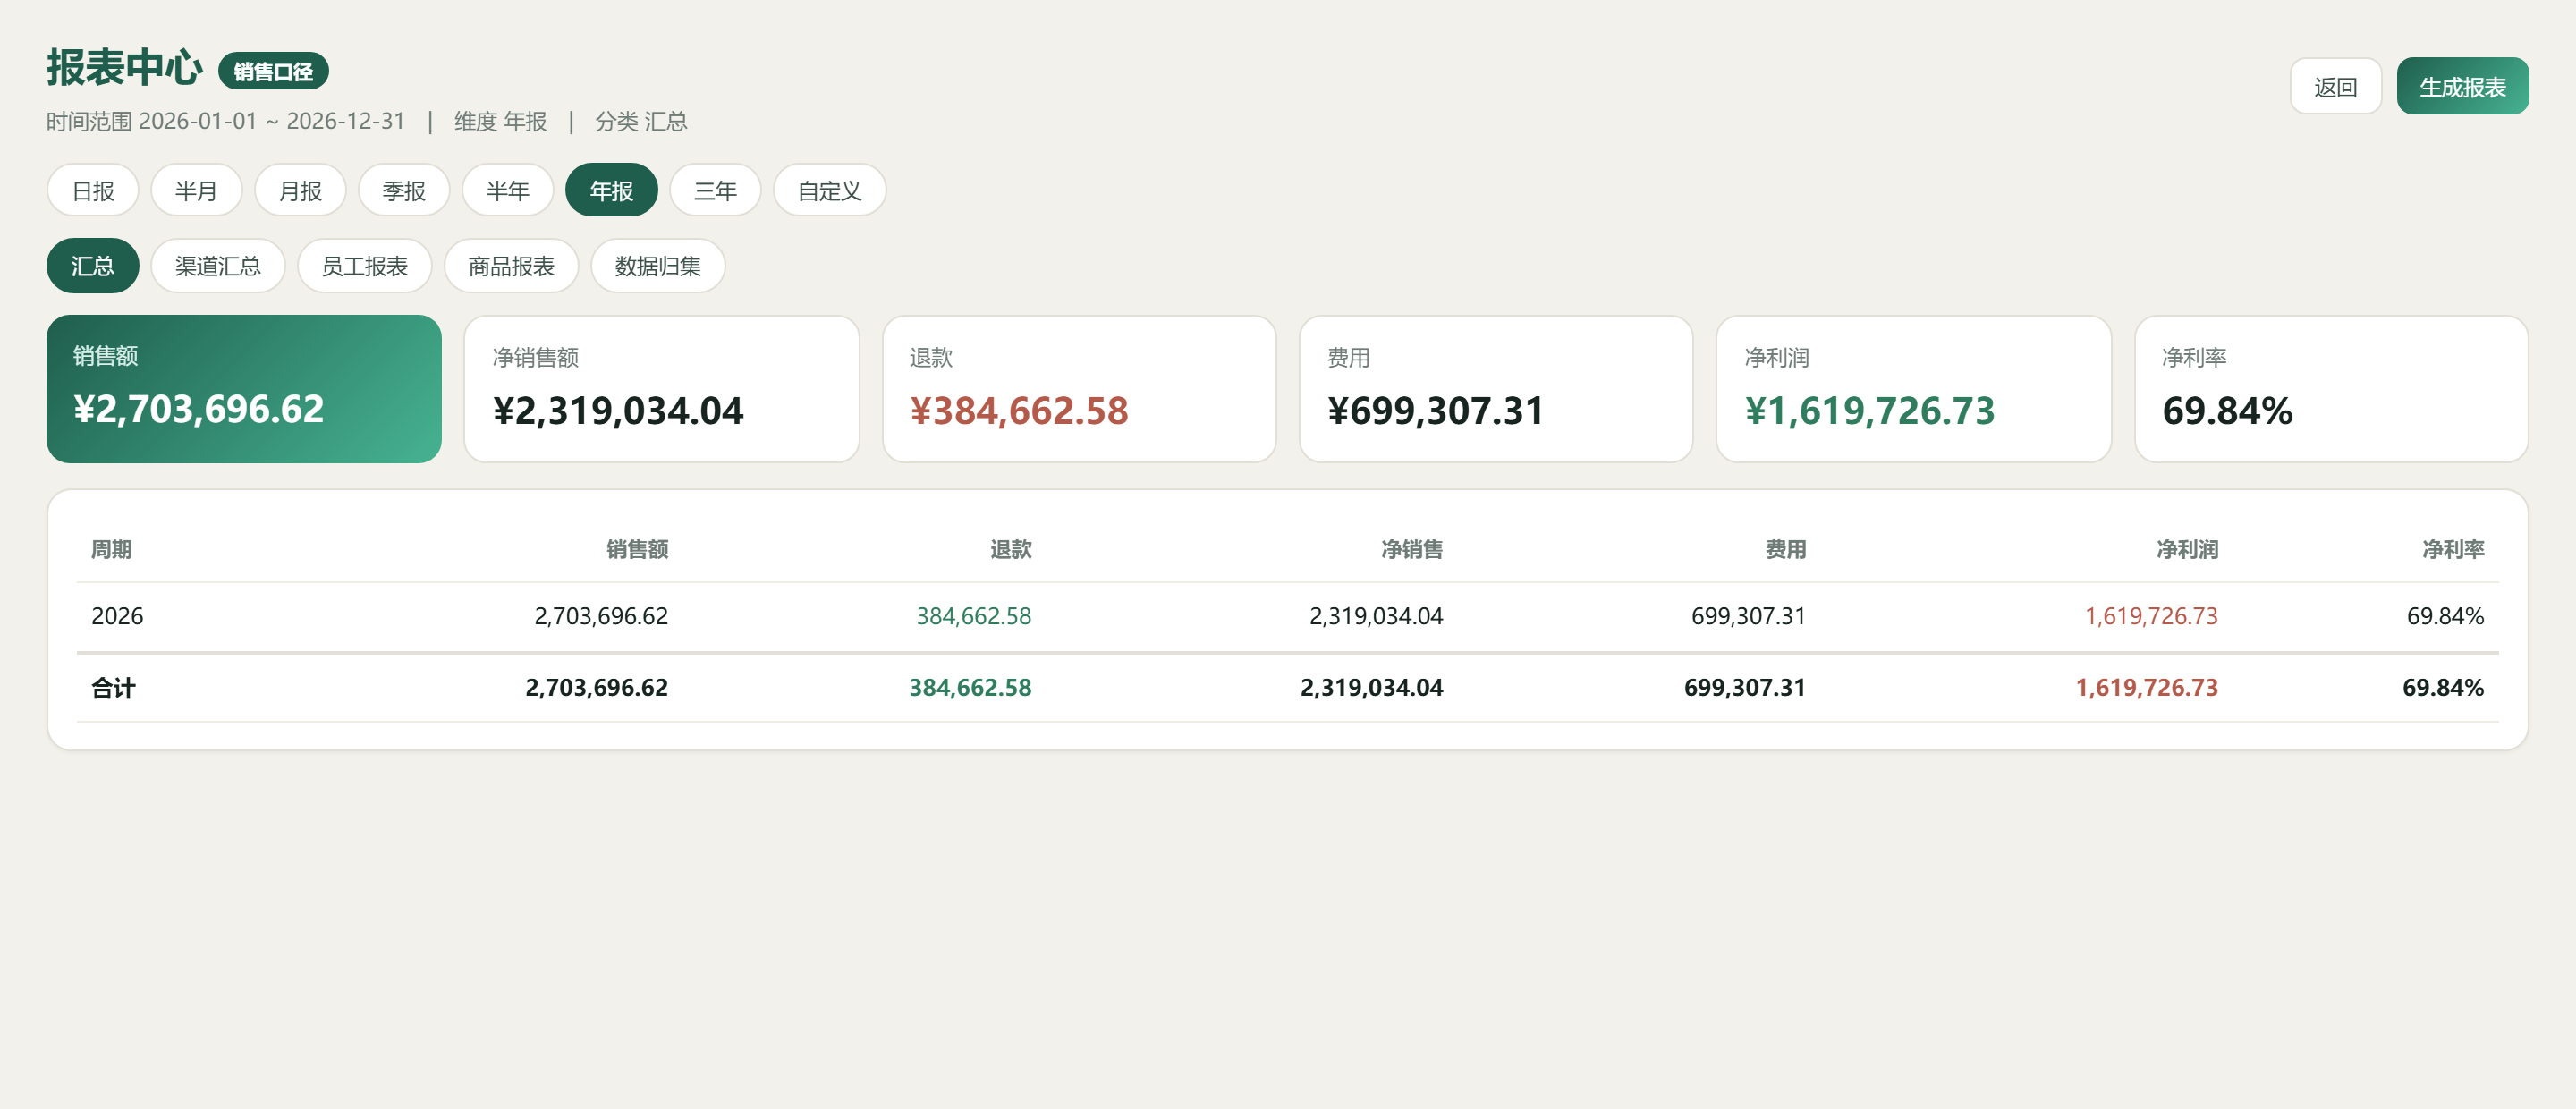 报表中心 销售口径
时间范围 2026-01-01 ~ 2026-12-31 | 维度 年报 | 分类 汇总
返回 生成报表
日报 半月 月报 季报 半年 年报 三年 自定义
汇总 渠道汇总 员工报表 商品报表 数据归集
销售额 净销售额 退款 费用 净利润 净利率
¥2,703,696.62 ¥2,319,034.04 ¥384,662.58 ¥699,307.31 ¥1,619,726.73 69.84%
周期 销售额 退款 净销售 费用 净利润 净利率
2026 2,703,696.62 384,662.58 2,319,034.04 699,307.31 1,619,726.73 69.84%
合计 2,703,696.62 384,662.58 2,319,034.04 699,307.31 1,619,726.73 69.84%